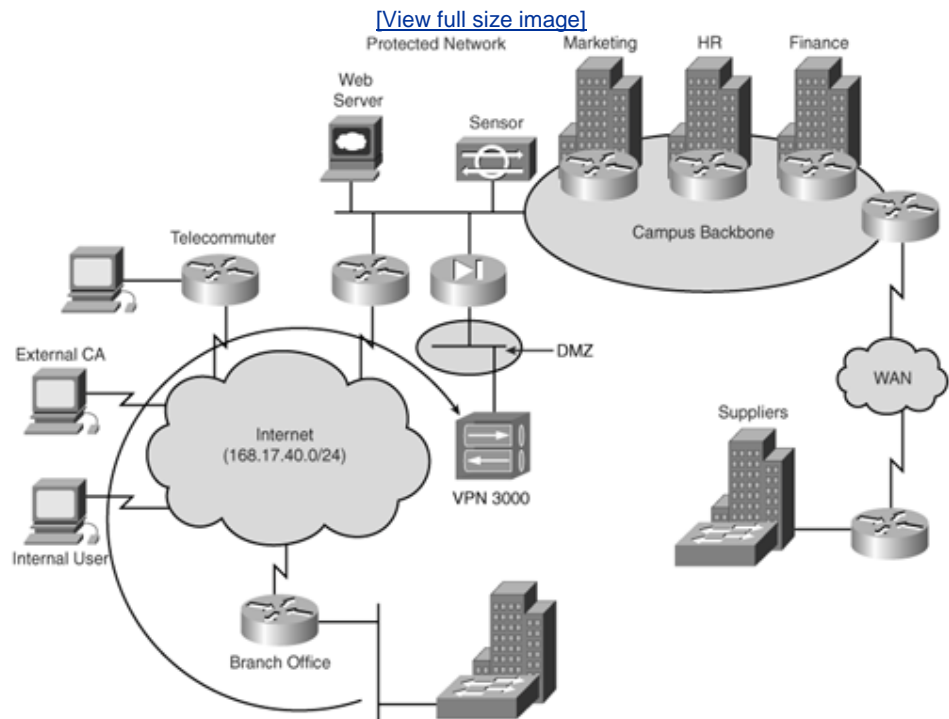 [View full size image]
Protected Network
Marketing
HR
Finance
Web
Server
Sensor
Campus Backbone
Telecommuter
DMZ
External CA
WAN
Internet
(168.17.40.0/24)
Suppliers
VPN 3000
Internal User
Branch Office